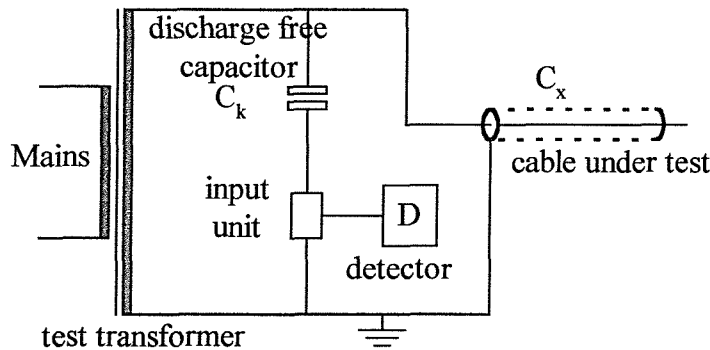 discharge free
capacitor
C_k
C_x
Mains
cable under test
input
unit
D
detector
test transformer